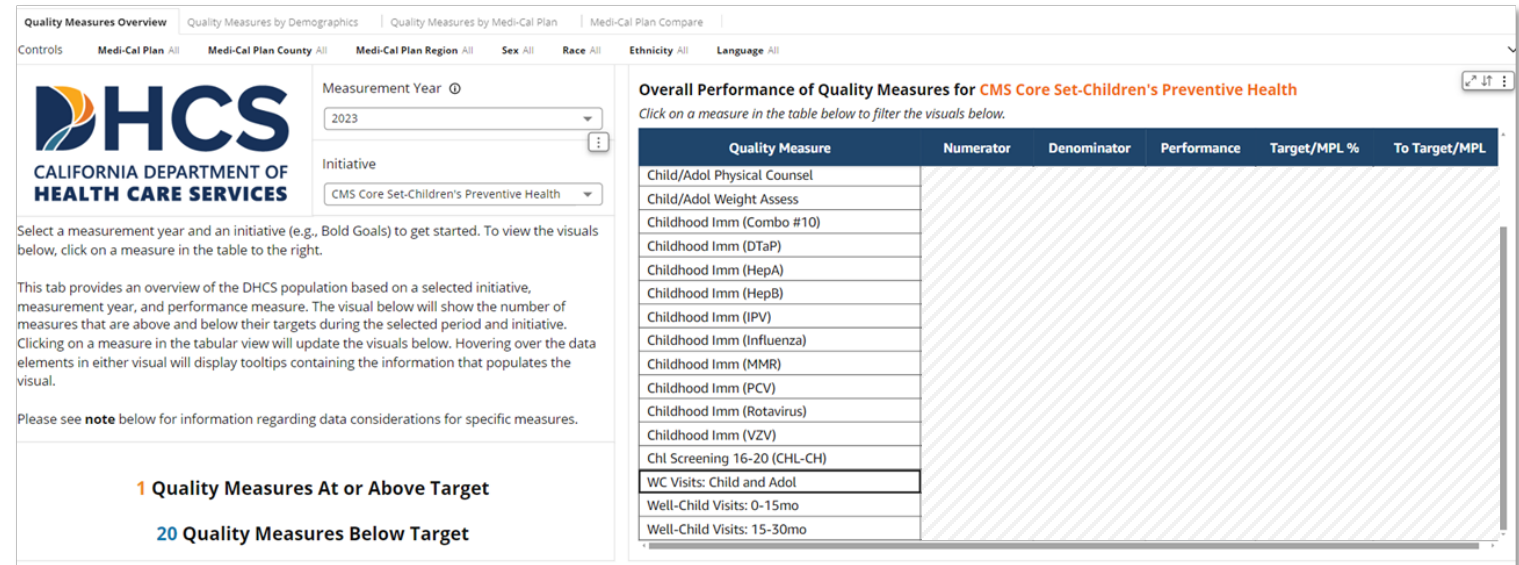 Quality Measures Overview Quality Measures by Demographics Quality Measures by Medi-Cal Plan Medi-Cal Plan Compare
Controls Medi-Cal Plan All Medi-Cal Plan County All Medi-Cal Plan Region All Sex All Race All Ethnicity All Language All
DHCS
CALIFORNIA DEPARTMENT OF
HEALTH CARE SERVICES
Measurement Year
2023
Initiative
CMS Core Set-Children's Preventive Health
Select a measurement year and an initiative (e.g., Bold Goals) to get started. To view the visuals
below, click on a measure in the table to the right.
This tab provides an overview of the DHCS population based on a selected initiative,
measurement year, and performance measure. The visual below will show the number of
measures that are above and below their targets during the selected period and initiative.
Clicking on a measure in the tabular view will update the visuals below. Hovering over the data
elements in either visual will display tooltips containing the information that populates the
visual.
Please see note below for information regarding data considerations for specific measures.
1 Quality Measures At or Above Target
20 Quality Measures Below Target
Overall Performance of Quality Measures for CMS Core Set-Children's Preventive Health
Click on a measure in the table below to filter the visuals below.
Quality Measure Numerator Denominator Performance Target/MPL % To Target/MPL
Child/Adol Physical Counsel
Child/Adol Weight Assess
Childhood Imm (Combo #10)
Childhood Imm (DTaP)
Childhood Imm (HepA)
Childhood Imm (HepB)
Childhood Imm (IPV)
Childhood Imm (Influenza)
Childhood Imm (MMR)
Childhood Imm (PCV)
Childhood Imm (Rotavirus)
Childhood Imm (VZV)
Chl Screening 16-20 (CHL-CH)
WC Visits: Child and Adol
Well-Child Visits: 0-15mo
Well-Child Visits: 15-30mo